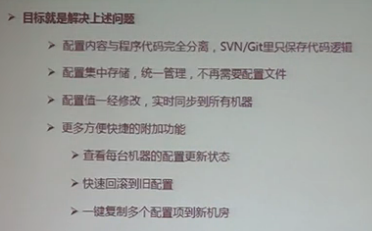 目标就是解决上述问题
配置内容与程序代码完全分离，SVN/Git里只保存代码逻辑
配置集中存储，统一管理，不再需要配置文件
配置值一经修改，实时同步到所有机器
更多方便快捷的附加功能
查看每台机器的配置更新状态
快速回滚到旧配置
一键复制多个配置项到新机房